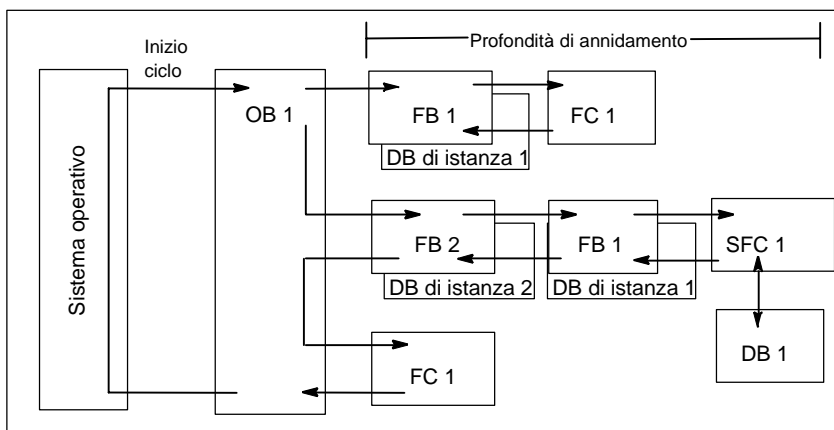 Inizio
ciclo
Profondità di annidamento
Sistema operativo
OB 1
FB 1
FC 1
DB di istanza 1
FB 2
FB 1
SFC 1
DB di istanza 2
DB di istanza 1
FC 1
DB 1